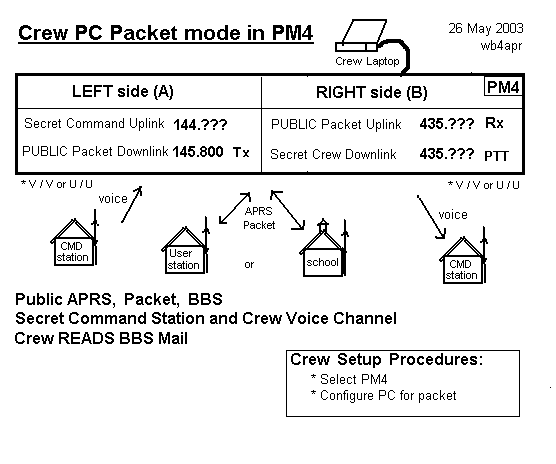 Crew PC Packet mode in PM4
26 May 2003
wb4apr
Crew Laptop
LEFT side (A)
RIGHT side (B)
PM4
Secret Command Uplink 144.???
PUBLIC Packet Downlink 145.800 Tx
PUBLIC Packet Uplink 435.??? Rx
Secret Crew Downlink 435.??? PTT
* V / V or U / U
* V / V or U / U
voice
APRS
Packet
voice
CMD
station
User
station
or
school
CMD
station
Public APRS, Packet, BBS
Secret Command Station and Crew Voice Channel
Crew READS BBS Mail
Crew Setup Procedures:
* Select PM4
* Configure PC for packet